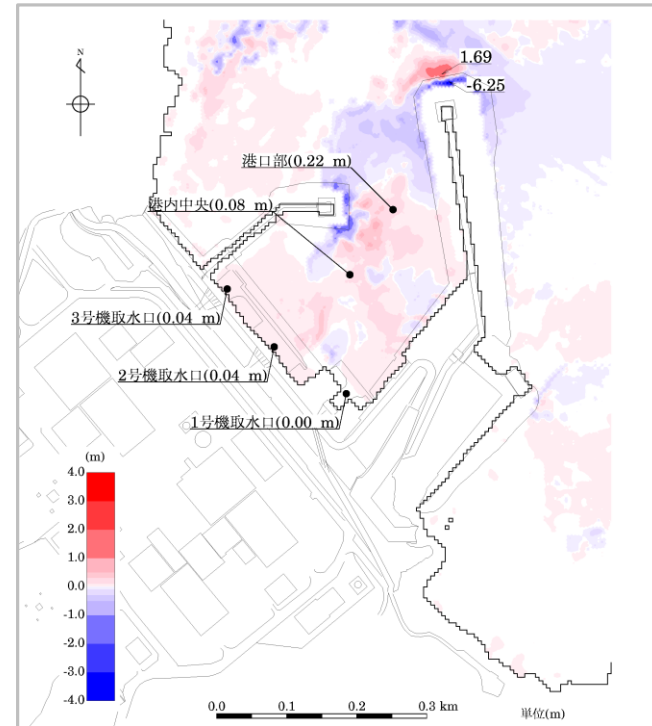 N
1.69
-6.25
港口部(0.22 m)
港内中央(0.08 m)
3号機取水口(0.04 m)
2号機取水口(0.04 m)
1号機取水口(0.00 m)
(m)
4.0
3.0
2.0
1.0
0.0
-1.0
-2.0
-3.0
-4.0
0.0 0.1 0.2 0.3 km
単位(m)